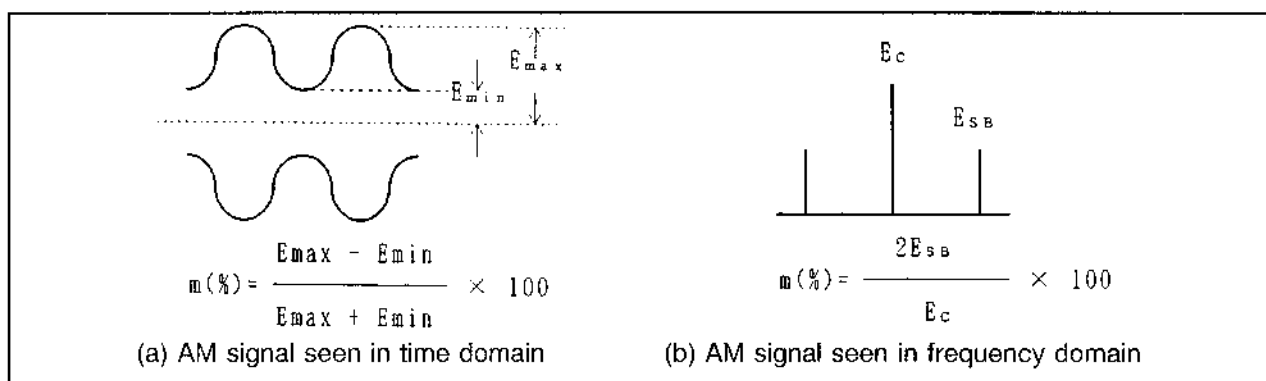 Emax
Emin
Emax - Emin
m(%)= × 100
Emax + Emin
(a) AM signal seen in time domain
EC
ESB
2ESB
m(%)= × 100
EC
(b) AM signal seen in frequency domain